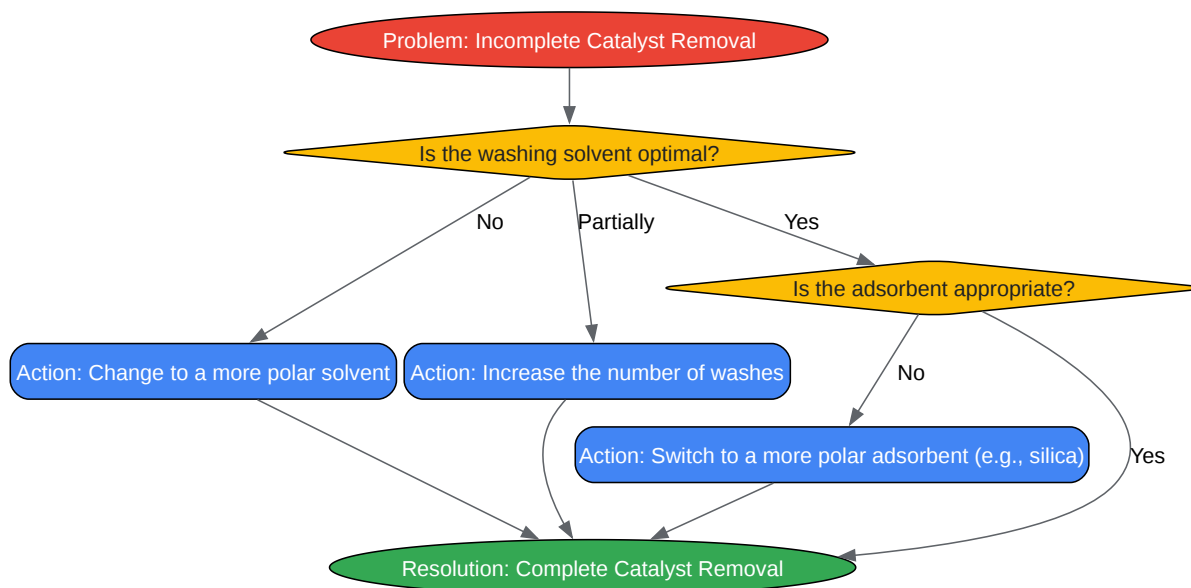 Problem: Incomplete Catalyst Removal
Is the washing solvent optimal?
No
Partially
Yes
Is the adsorbent appropriate?
Action: Change to a more polar solvent
Action: Increase the number of washes
No
Action: Switch to a more polar adsorbent (e.g., silica)
Yes
Resolution: Complete Catalyst Removal